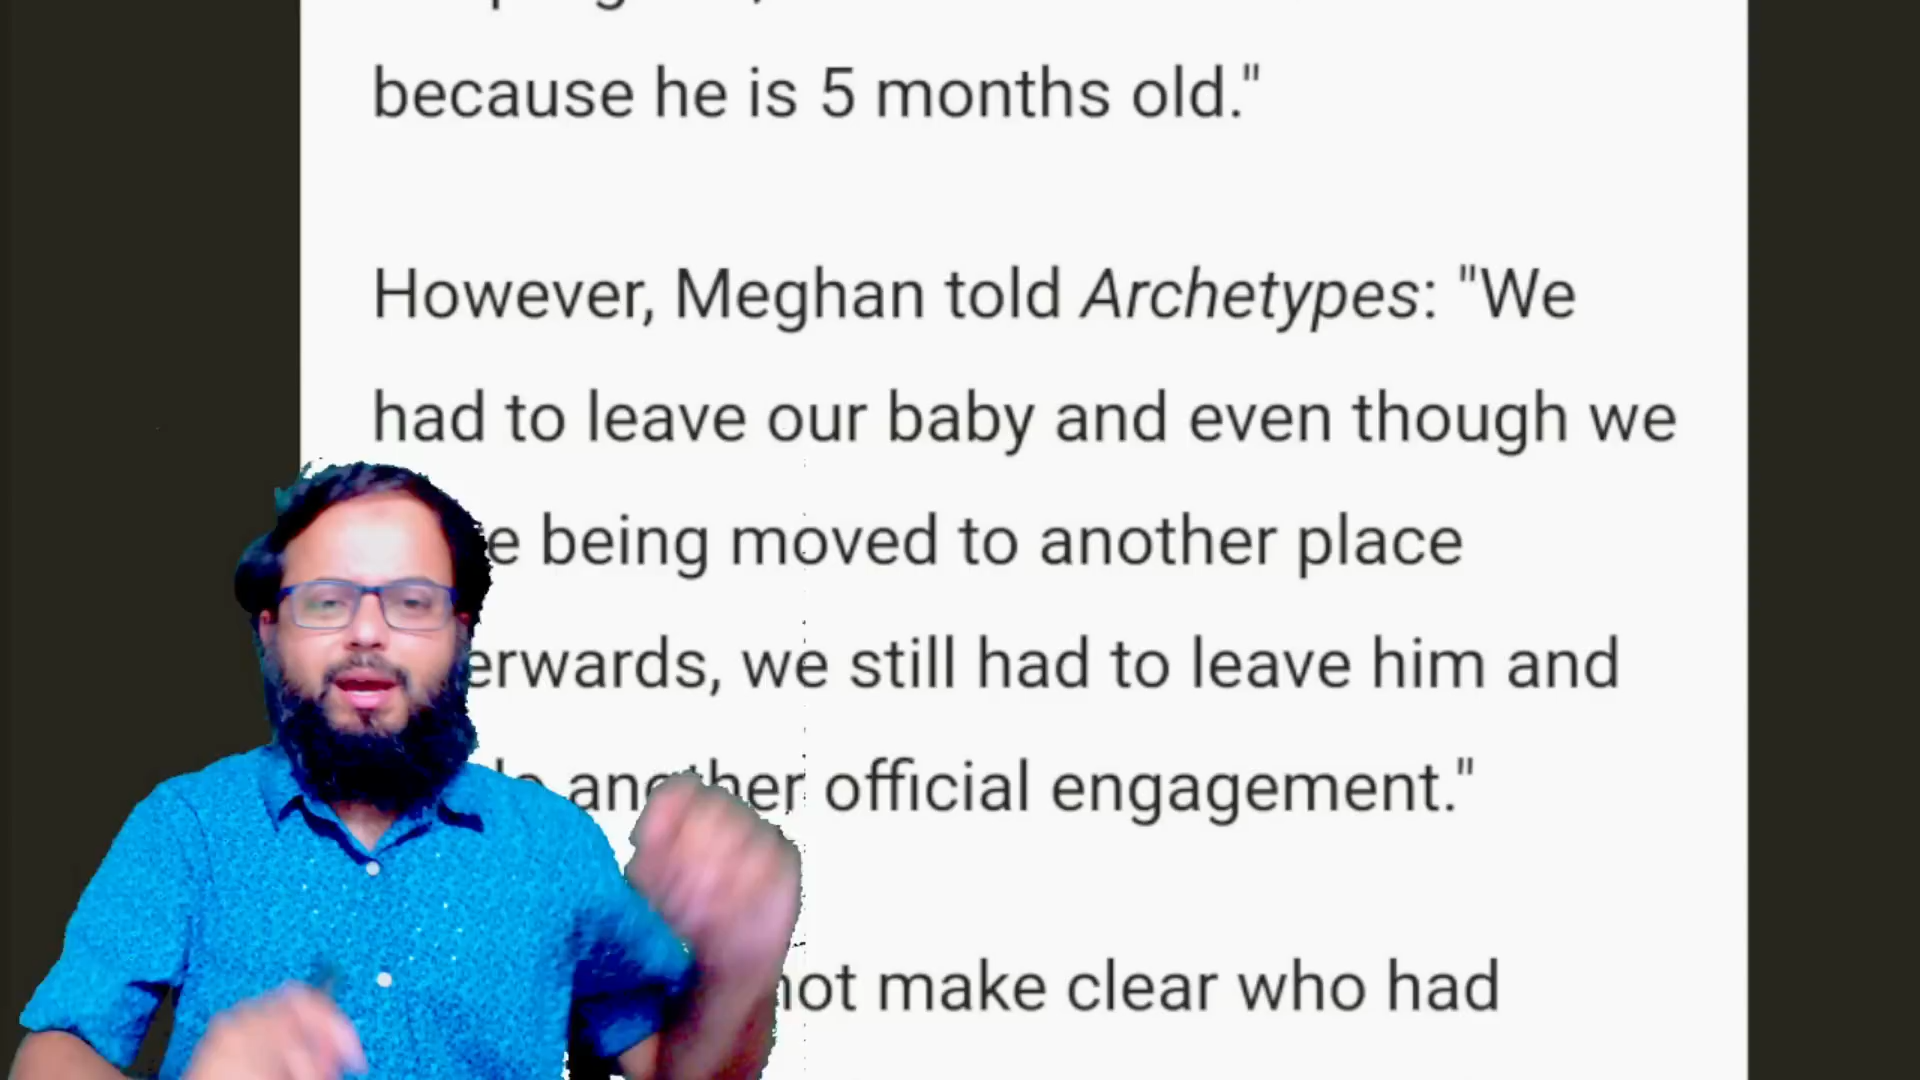 because he is 5 months old."
However, Meghan told Archetypes: "We
had to leave our baby and even though we
being moved to another place
we still had to leave him and
another official engagement."
not make clear who had